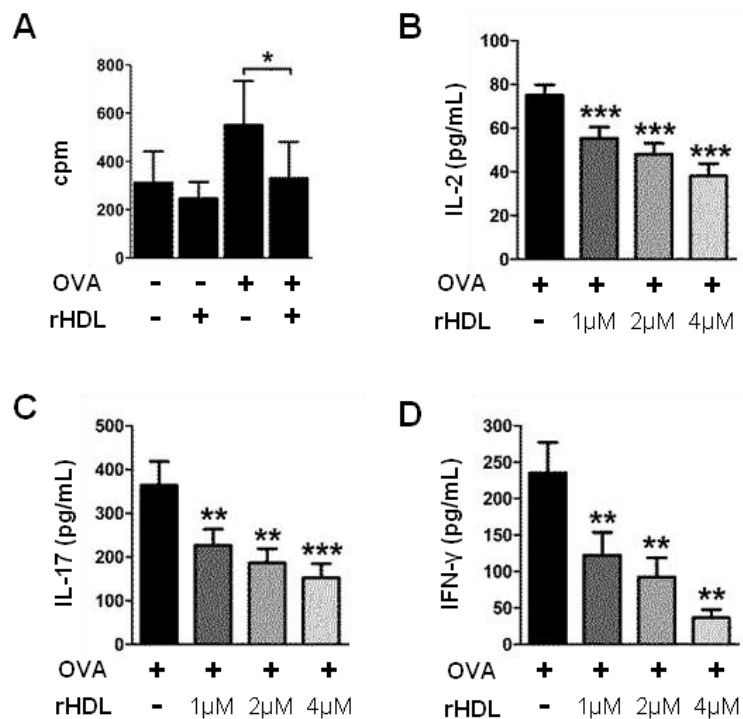 A
cpm
800
600
400
200
0
*
OVA - - + +
rHDL - + - +
B
IL-2 (pg/mL)
100
80
60
40
20
0
*** *** ***
OVA + + + +
rHDL - 1µM 2µM 4µM
C
IL-17 (pg/mL)
500
400
300
200
100
0
** ** ***
OVA + + + +
rHDL - 1µM 2µM 4µM
D
IFN-γ (pg/mL)
300
250
200
150
100
50
0
** ** **
OVA + + + +
rHDL - 1µM 2µM 4µM